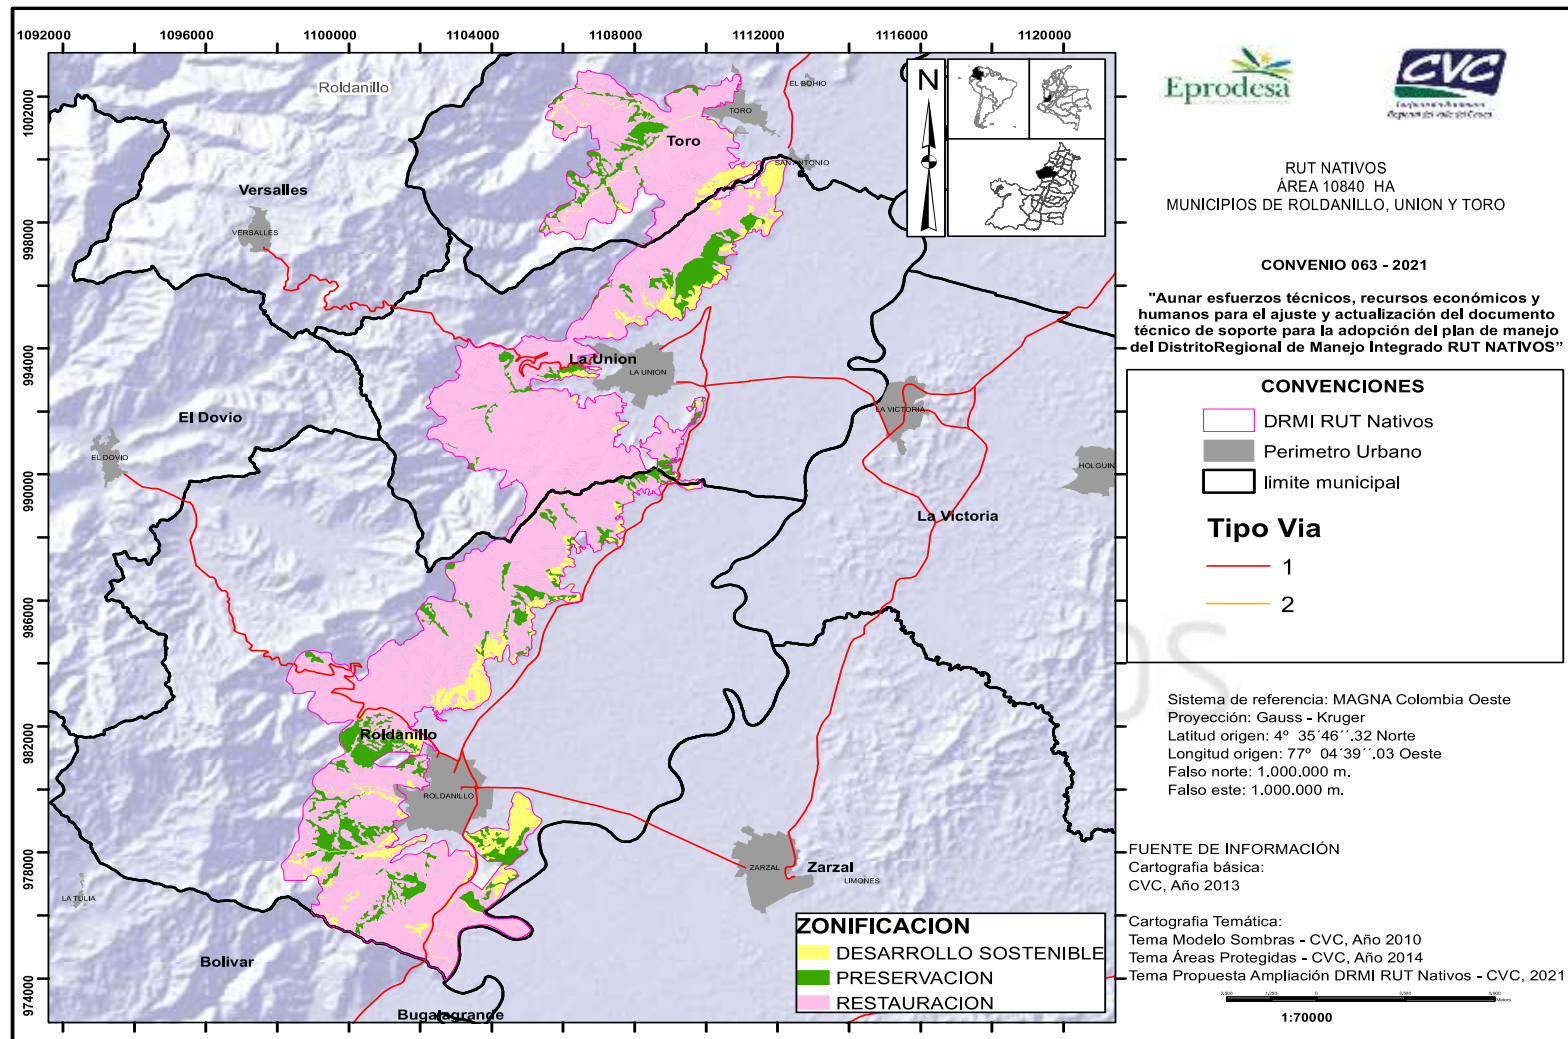 1092000 1096000 1100000 1104000 1108000 1112000 1116000 1120000
1002000
998000
994000
990000
986000
982000
978000
974000
Roldanillo
EL BOHIO
TORO
Toro
SAN ANTONIO
Versalles
VERSALLES
La Union
LA UNION
El Dovio
EL DOVIO
LA VICTORIA
HOLGUIN
La Victoria
Roldanillo
ROLDANILLO
ZARZAL
Zarzal
LIMONES
LA TULIA
Bolivar
Bugalagrande
N
ZONIFICACION
DESARROLLO SOSTENIBLE
PRESERVACION
RESTAURACION
Eprodesa
CVC
Corporación Autónoma
Regional del Valle del Cauca
RUT NATIVOS
ÁREA 10840 HA
MUNICIPIOS DE ROLDANILLO, UNION Y TORO
CONVENIO 063 - 2021
"Aunar esfuerzos técnicos, recursos económicos y
humanos para el ajuste y actualización del documento
técnico de soporte para la adopción del plan de manejo
del DistritoRegional de Manejo Integrado RUT NATIVOS”
CONVENCIONES
DRMI RUT Nativos
Perimetro Urbano
limite municipal
Tipo Via
1
2
Sistema de referencia: MAGNA Colombia Oeste
Proyección: Gauss - Kruger
Latitud origen: 4º 35´46´´.32 Norte
Longitud origen: 77º 04´39´´.03 Oeste
Falso norte: 1.000.000 m.
Falso este: 1.000.000 m.
FUENTE DE INFORMACIÓN
Cartografia básica:
CVC, Año 2013
Cartografia Temática:
Tema Modelo Sombras - CVC, Año 2010
Tema Áreas Protegidas - CVC, Año 2014
Tema Propuesta Ampliación DRMI RUT Nativos - CVC, 2021
1:70000